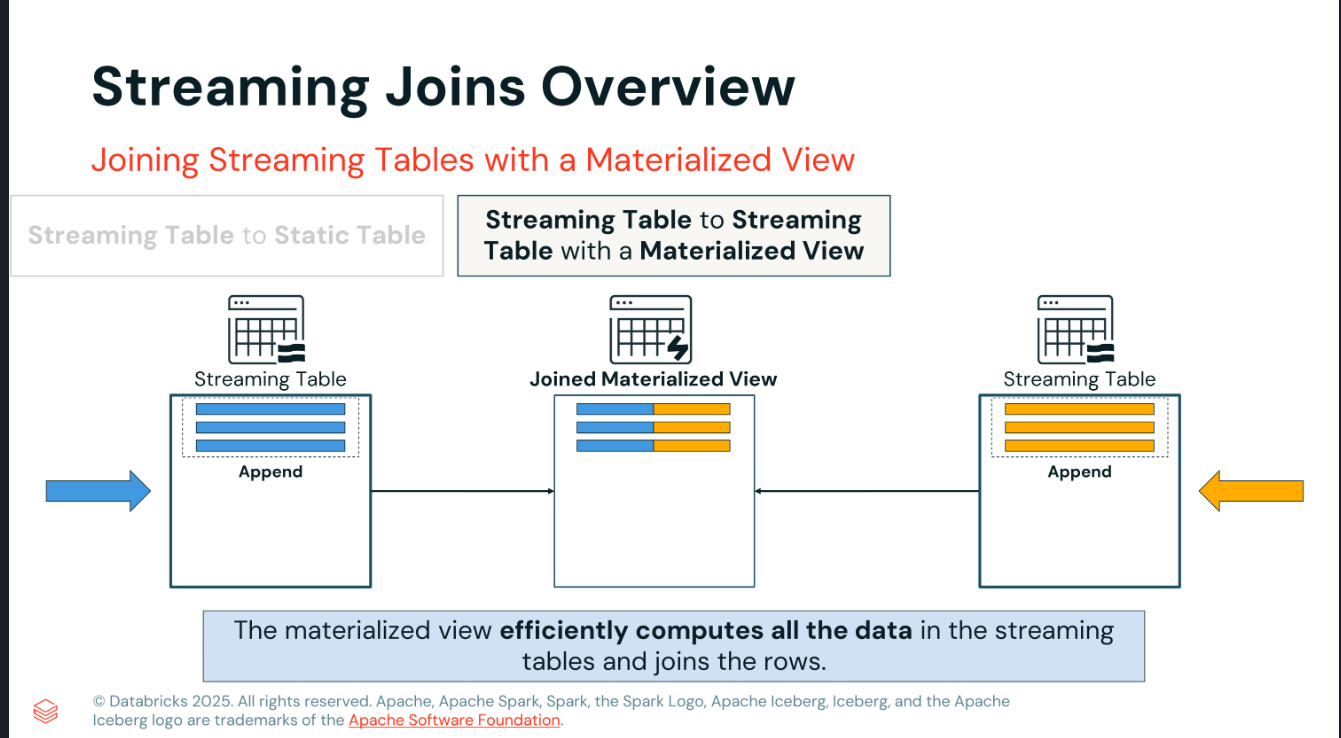 Streaming Joins Overview
Joining Streaming Tables with a Materialized View
Streaming Table to Static Table
Streaming Table to Streaming
Table with a Materialized View
Streaming Table
Joined Materialized View
Streaming Table
Append
Append
The materialized view efficiently computes all the data in the streaming
tables and joins the rows.
© Databricks 2025. All rights reserved. Apache, Apache Spark, Spark, the Spark Logo, Apache Iceberg, Iceberg, and the Apache
Iceberg logo are trademarks of the Apache Software Foundation.